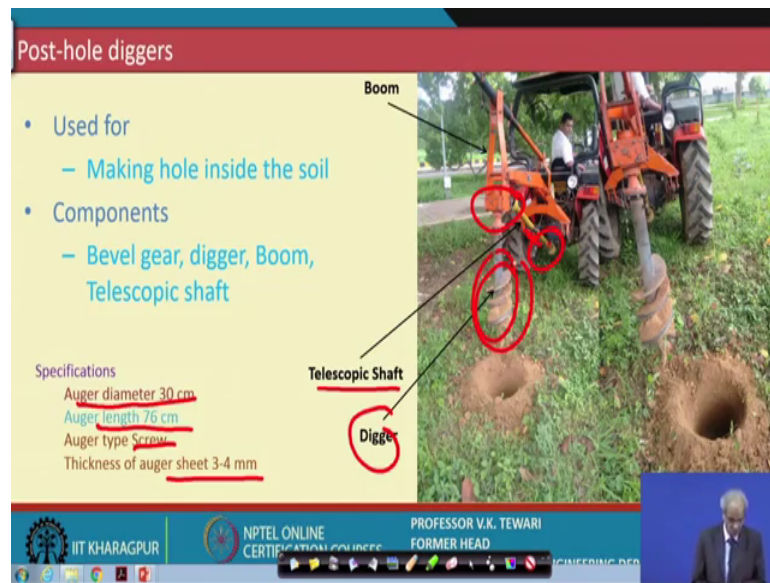 Post-hole diggers
Boom
• Used for
– Making hole inside the soil
• Components
– Bevel gear, digger, Boom,
Telescopic shaft
Specifications
Auger diameter 30 cm
Auger length 76 cm
Auger type Screw
Thickness of auger sheet 3-4 mm
Telescopic Shaft
Digger
IIT KHARAGPUR
NPTEL ONLINE
CERTIFICATION COURSES
PROFESSOR V.K. TEWARI
FORMER HEAD